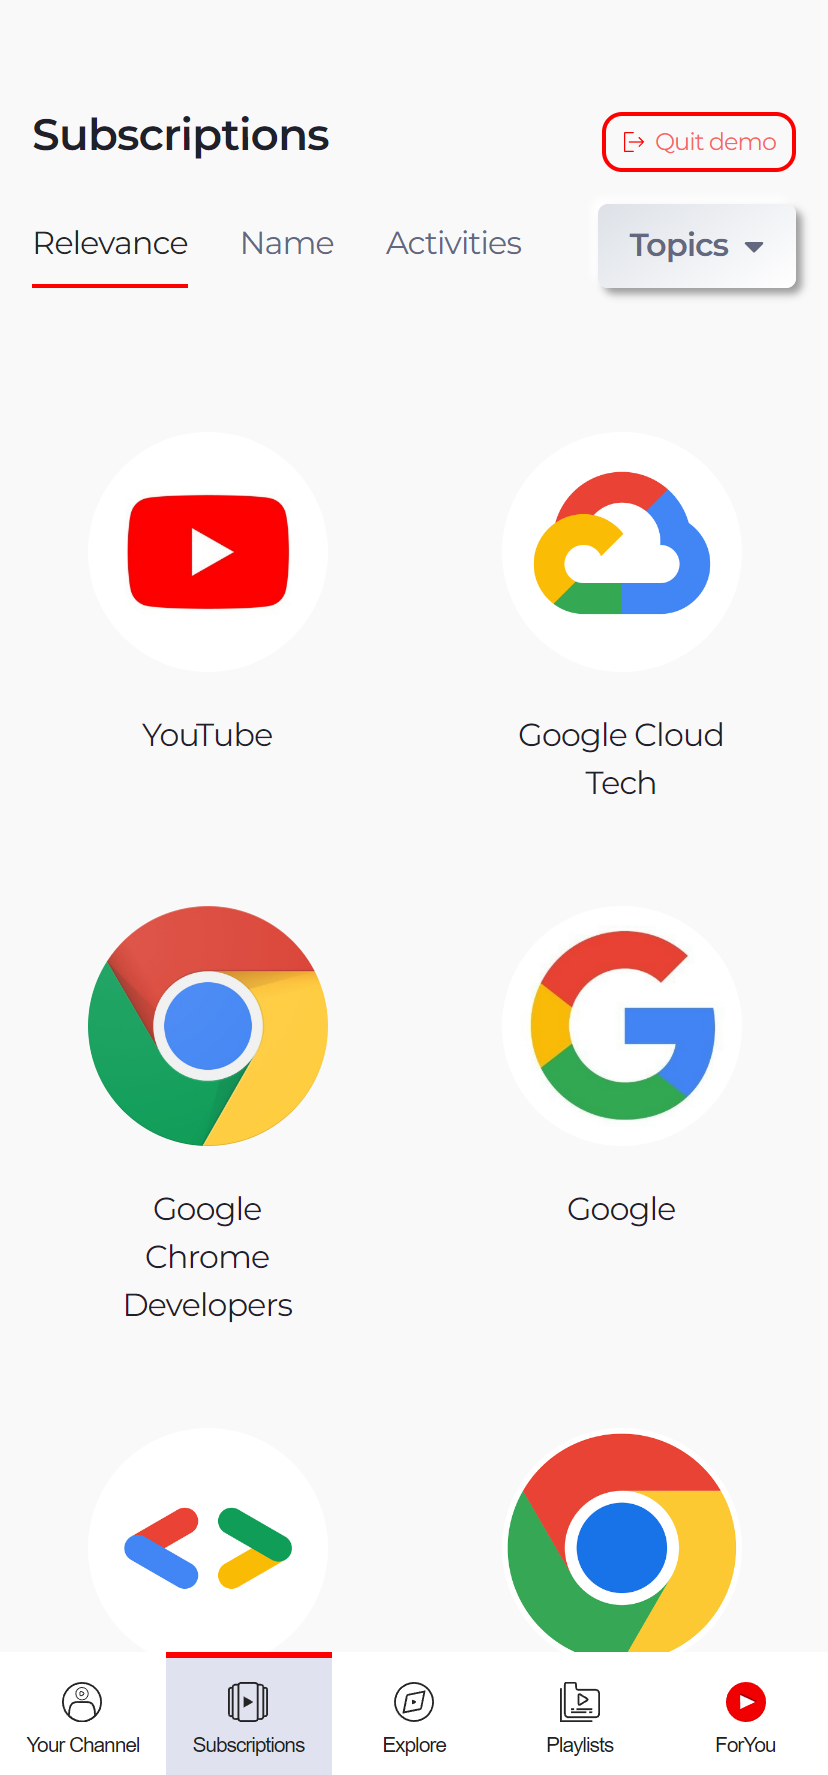 Subscriptions
Quit demo
Relevance
Name
Activities
Topics
YouTube
Google Cloud
Tech
Google
Chrome
Developers
Google
Your Channel
Subscriptions
Explore
Playlists
ForYou